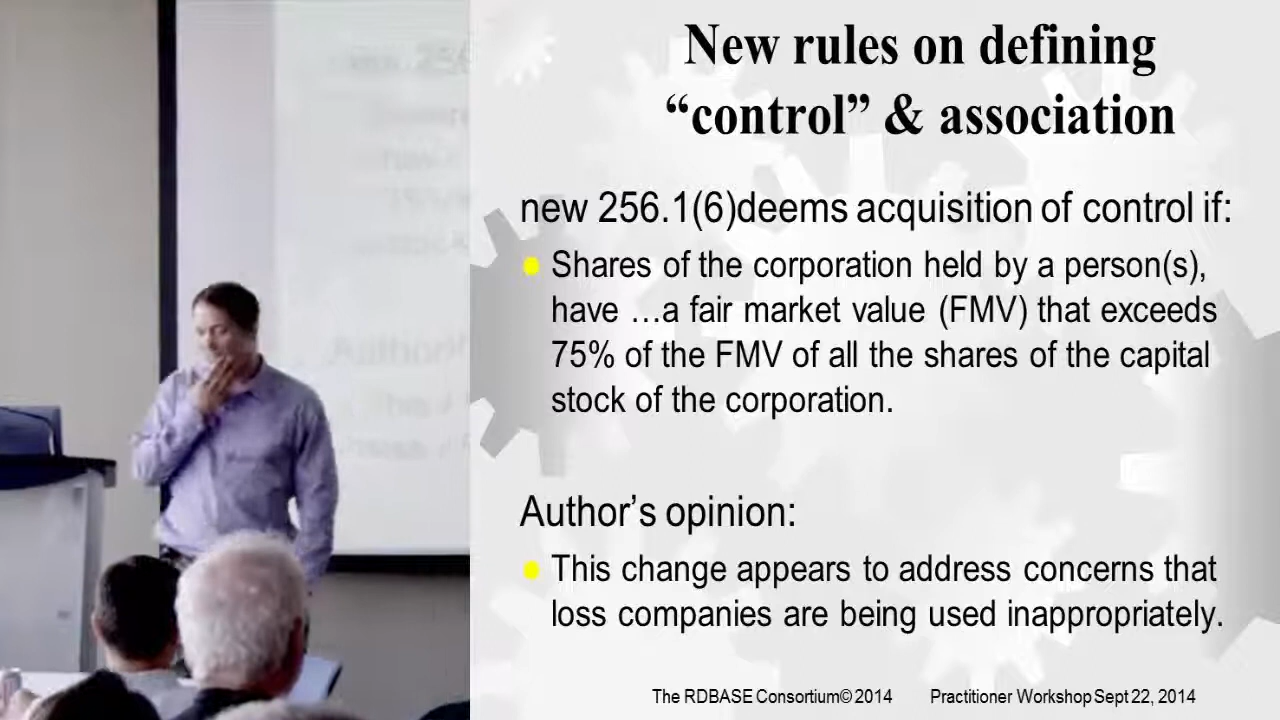 New rules on defining
“control” & association
new 256.1(6)deems acquisition of control if:
Shares of the corporation held by a person(s),
have …a fair market value (FMV) that exceeds
75% of the FMV of all the shares of the capital
stock of the corporation.
Author’s opinion:
This change appears to address concerns that
loss companies are being used inappropriately.
The RDBASE Consortium© 2014 Practitioner Workshop Sept 22, 2014